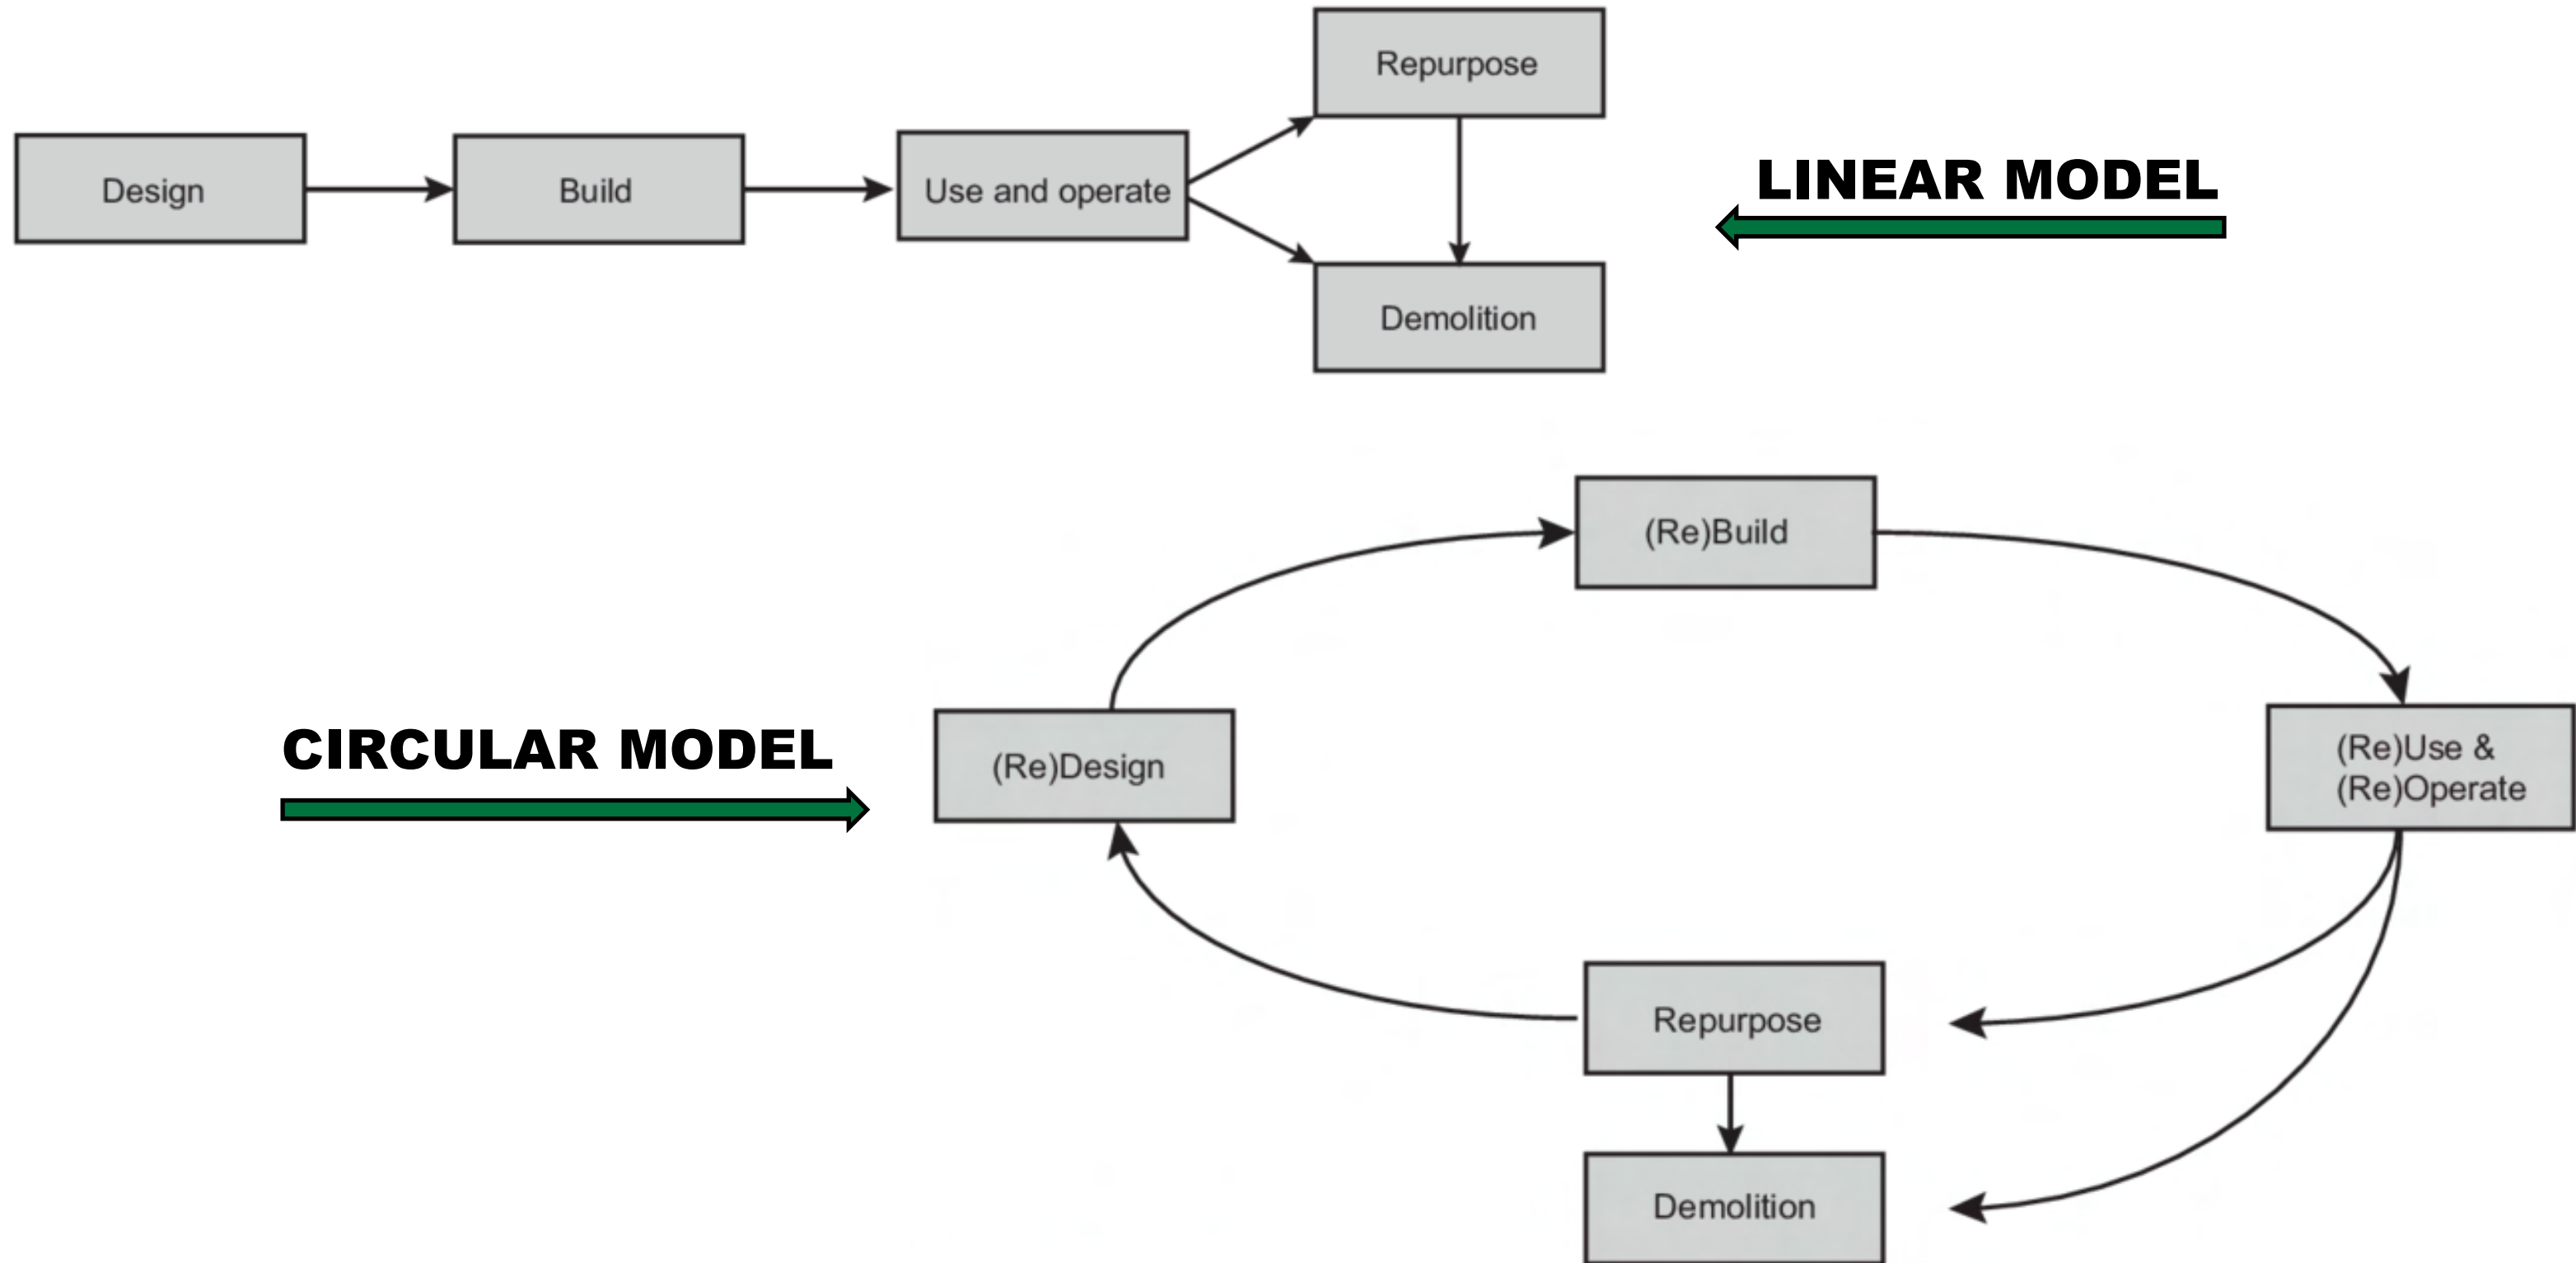 Repurpose
Design
Build
Use and operate
LINEAR MODEL
Demolition
(Re)Build
CIRCULAR MODEL
(Re)Design
(Re)Use &
(Re)Operate
Repurpose
Demolition